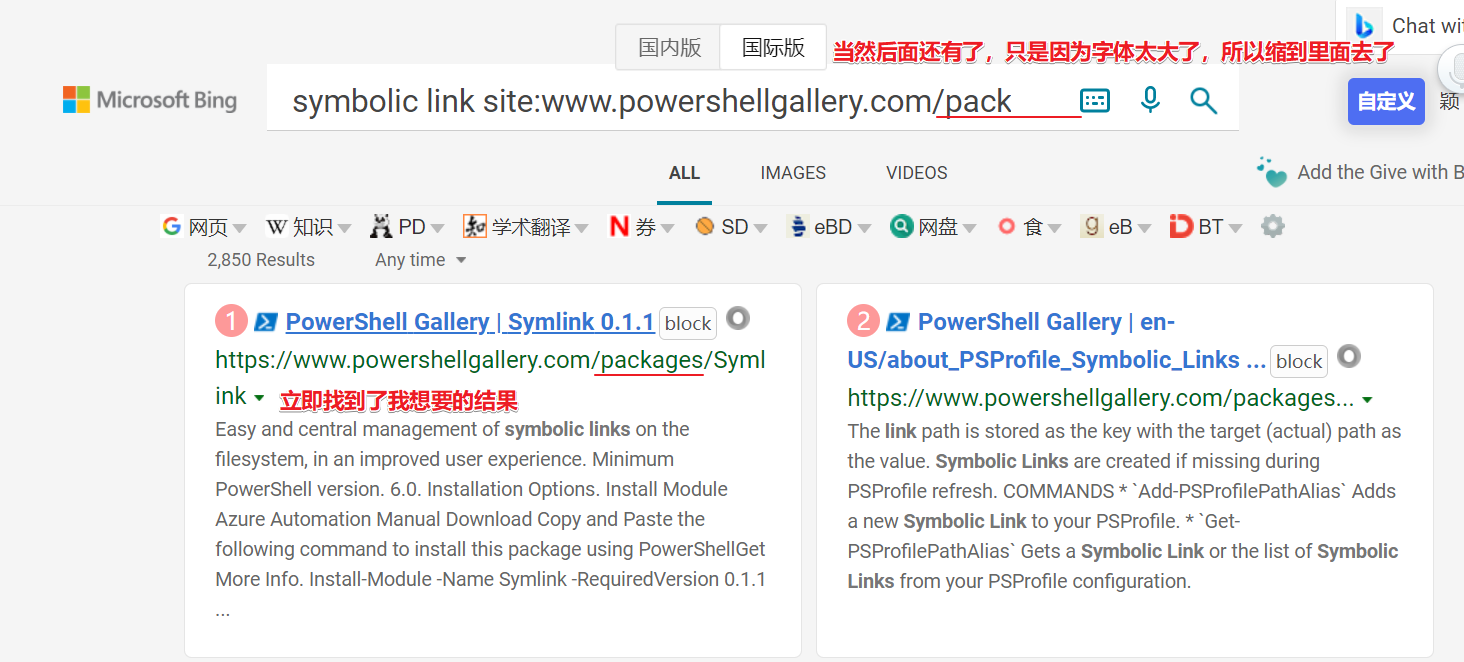 国内版 国际版 当然后面还有了，只是因为字体太大了，所以缩到里面去了
Chat wit
Microsoft Bing symbolic link site:www.powershellgallery.com/pack 自定义 颖
ALL IMAGES VIDEOS Add the Give with B
网页 知识 PD 学术翻译 券 SD eBD 网盘 食 eB BT
2,850 Results Any time
1 PowerShell Gallery | Symlink 0.1.1 block
https://www.powershellgallery.com/packages/Syml
ink 立即找到了我想要的结果
Easy and central management of symbolic links on the
filesystem, in an improved user experience. Minimum
PowerShell version. 6.0. Installation Options. Install Module
Azure Automation Manual Download Copy and Paste the
following command to install this package using PowerShellGet
More Info. Install-Module -Name Symlink -RequiredVersion 0.1.1
...
2 PowerShell Gallery | en-
US/about_PSProfile_Symbolic_Links ... block
https://www.powershellgallery.com/packages...
The link path is stored as the key with the target (actual) path as
the value. Symbolic Links are created if missing during
PSProfile refresh. COMMANDS * `Add-PSProfilePathAlias` Adds
a new Symbolic Link to your PSProfile. * `Get-
PSProfilePathAlias` Gets a Symbolic Link or the list of Symbolic
Links from your PSProfile configuration.